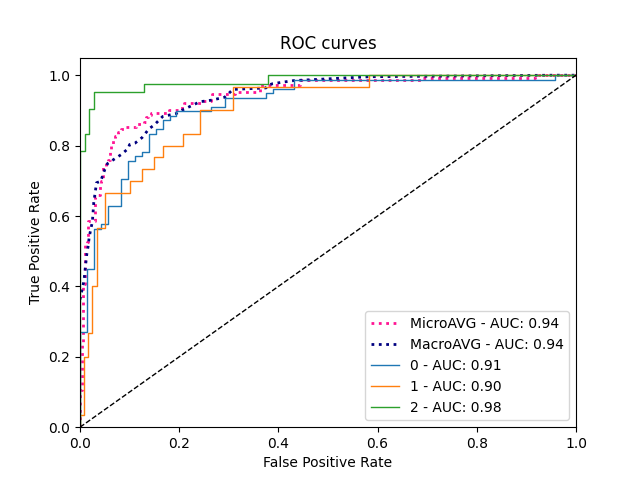 ROC curves
True Positive Rate
1.0
0.8
0.6
0.4
0.2
0.0
0.0 0.2 0.4 0.6 0.8 1.0
False Positive Rate
MicroAVG - AUC: 0.94
MacroAVG - AUC: 0.94
0 - AUC: 0.91
1 - AUC: 0.90
2 - AUC: 0.98